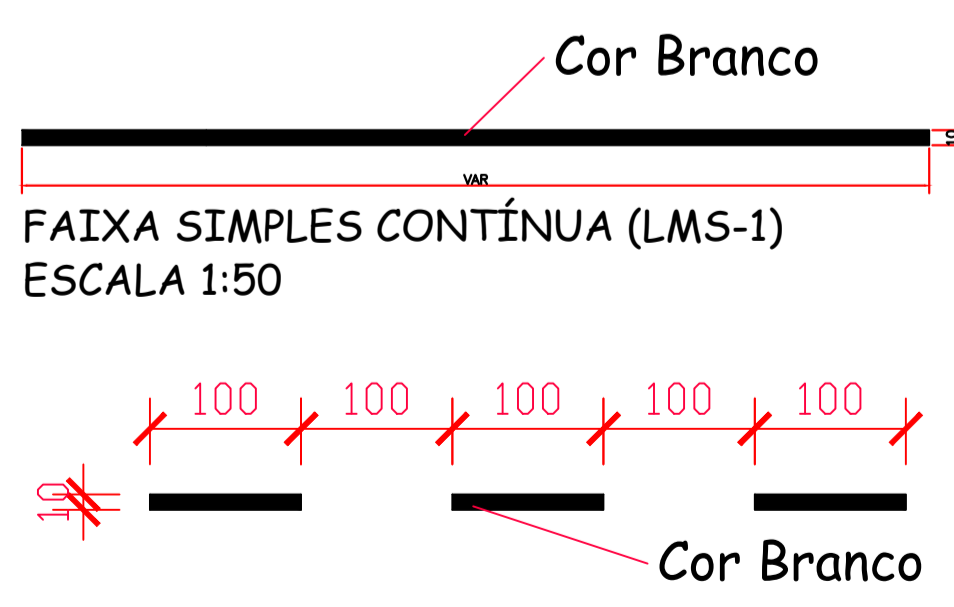 Cor Branco
10
VAR
FAIXA SIMPLES CONTÍNUA (LMS-1)
ESCALA 1:50
100 100 100 100 100
10
Cor Branco